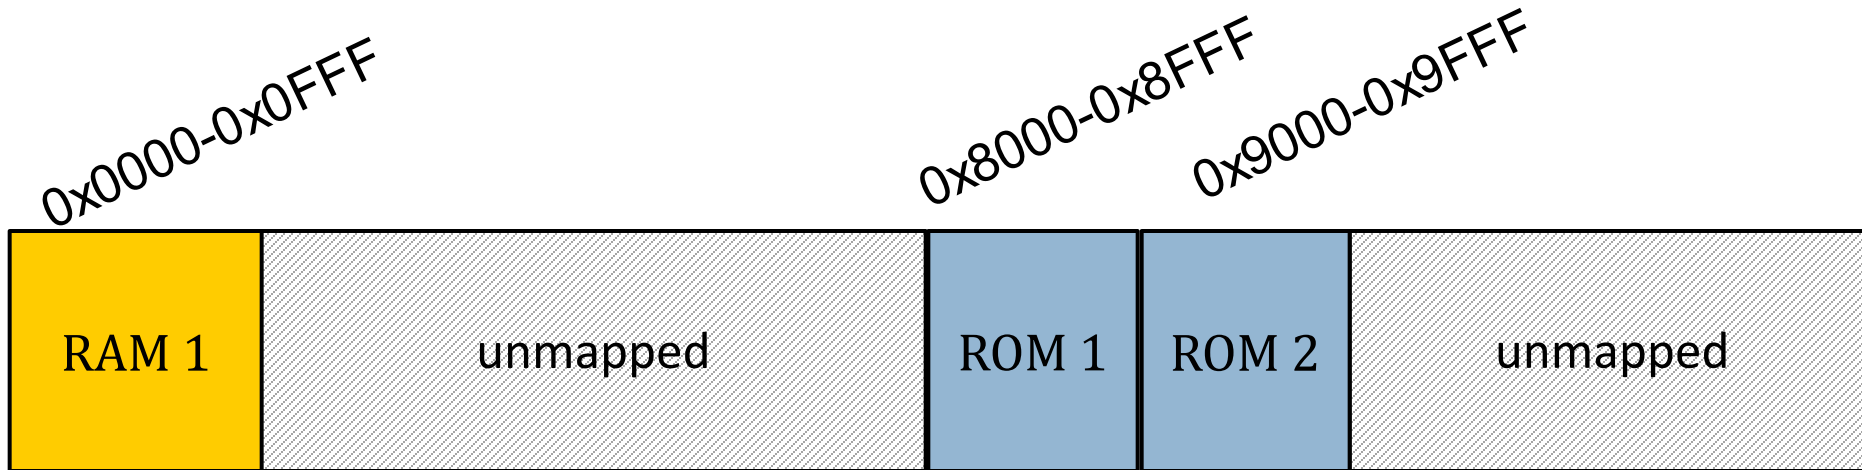 0x0000-0x0FFF
0x8000-0x8FFF
0x9000-0x9FFF
RAM 1
unmapped
ROM 1
ROM 2
unmapped